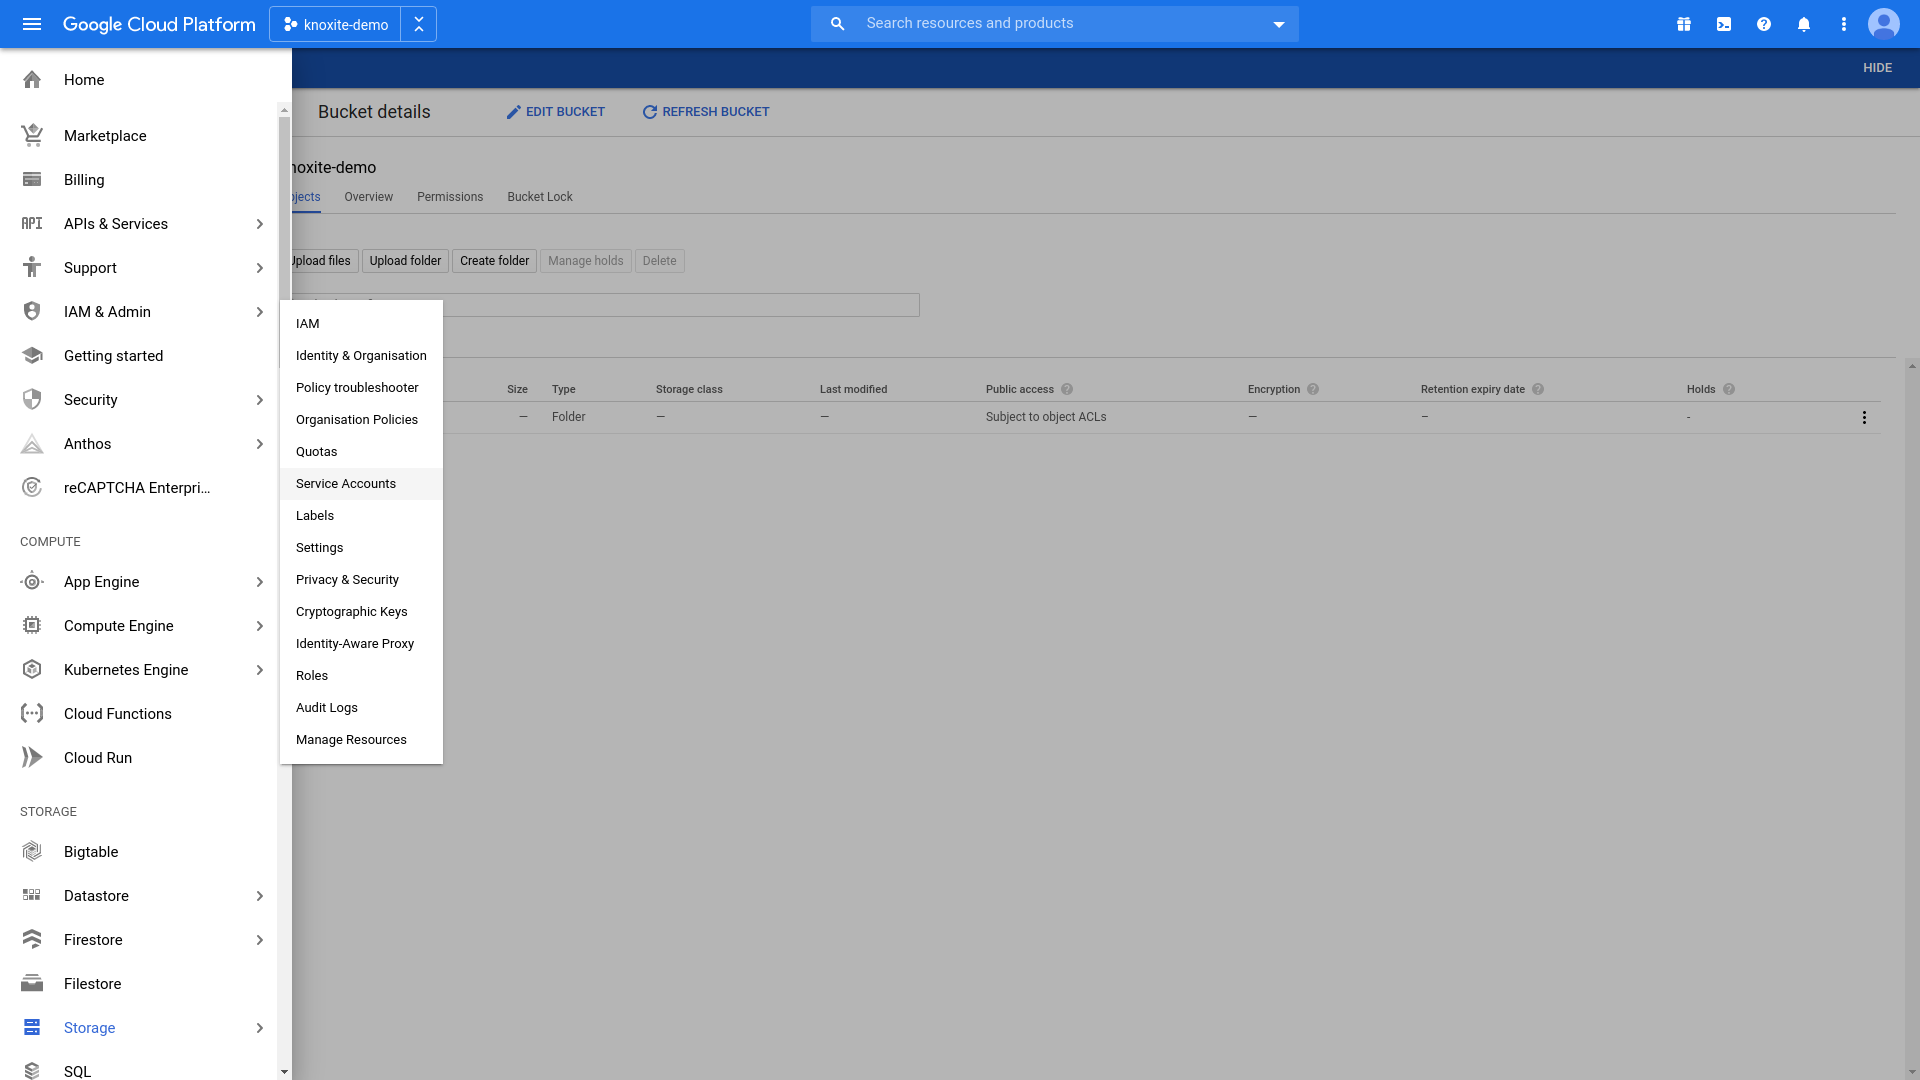 Google Cloud Platform
knoxite-demo
Search resources and products
HIDE
Home
Marketplace
Billing
API
APIs & Services
Support
IAM & Admin
Getting started
Security
Anthos
reCAPTCHA Enterpri...
COMPUTE
App Engine
Compute Engine
Kubernetes Engine
Cloud Functions
Cloud Run
STORAGE
Bigtable
Datastore
Firestore
Filestore
Storage
SQL
IAM
Identity & Organisation
Policy troubleshooter
Organisation Policies
Quotas
Service Accounts
Labels
Settings
Privacy & Security
Cryptographic Keys
Identity-Aware Proxy
Roles
Audit Logs
Manage Resources
Bucket details
EDIT BUCKET
REFRESH BUCKET
noxite-demo
jects Overview Permissions Bucket Lock
Upload files Upload folder Create folder Manage holds Delete
Size Type Storage class Last modified Public access Encryption Retention expiry date Holds
— Folder — — Subject to object ACLs — – -